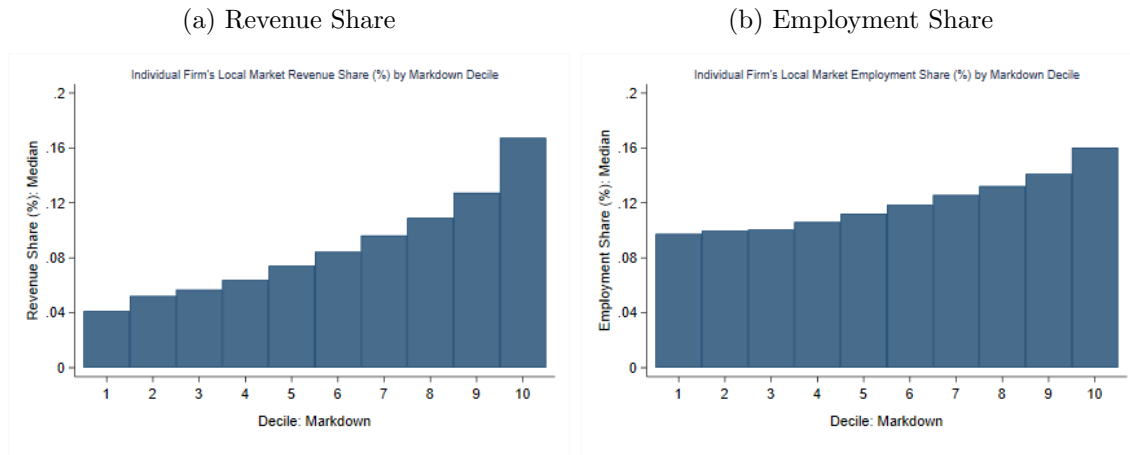 (a) Revenue Share
Individual Firm's Local Market Revenue Share (%) by Markdown Decile
Revenue Share (%): Median
.2
.16
.12
.08
.04
0
1 2 3 4 5 6 7 8 9 10
Decile: Markdown
(b) Employment Share
Individual Firm's Local Market Employment Share (%) by Markdown Decile
Employment Share (%): Median
.2
.16
.12
.08
.04
0
1 2 3 4 5 6 7 8 9 10
Decile: Markdown